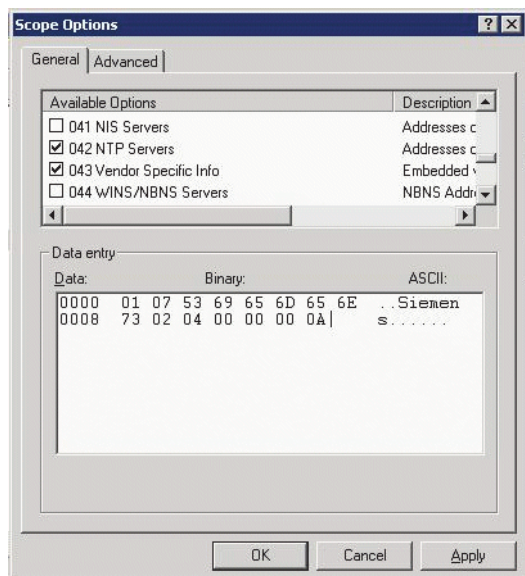 Scope Options
General Advanced
Available Options Description
041 NIS Servers Addresses c
042 NTP Servers Addresses c
043 Vendor Specific Info Embedded
044 WINS/NBNS Servers NBNS Addr
Data entry
Data: Binary: ASCII:
0000 01 07 53 69 65 6D 65 6E ..Siemen
0008 73 02 04 00 00 00 0A s......
OK Cancel Apply